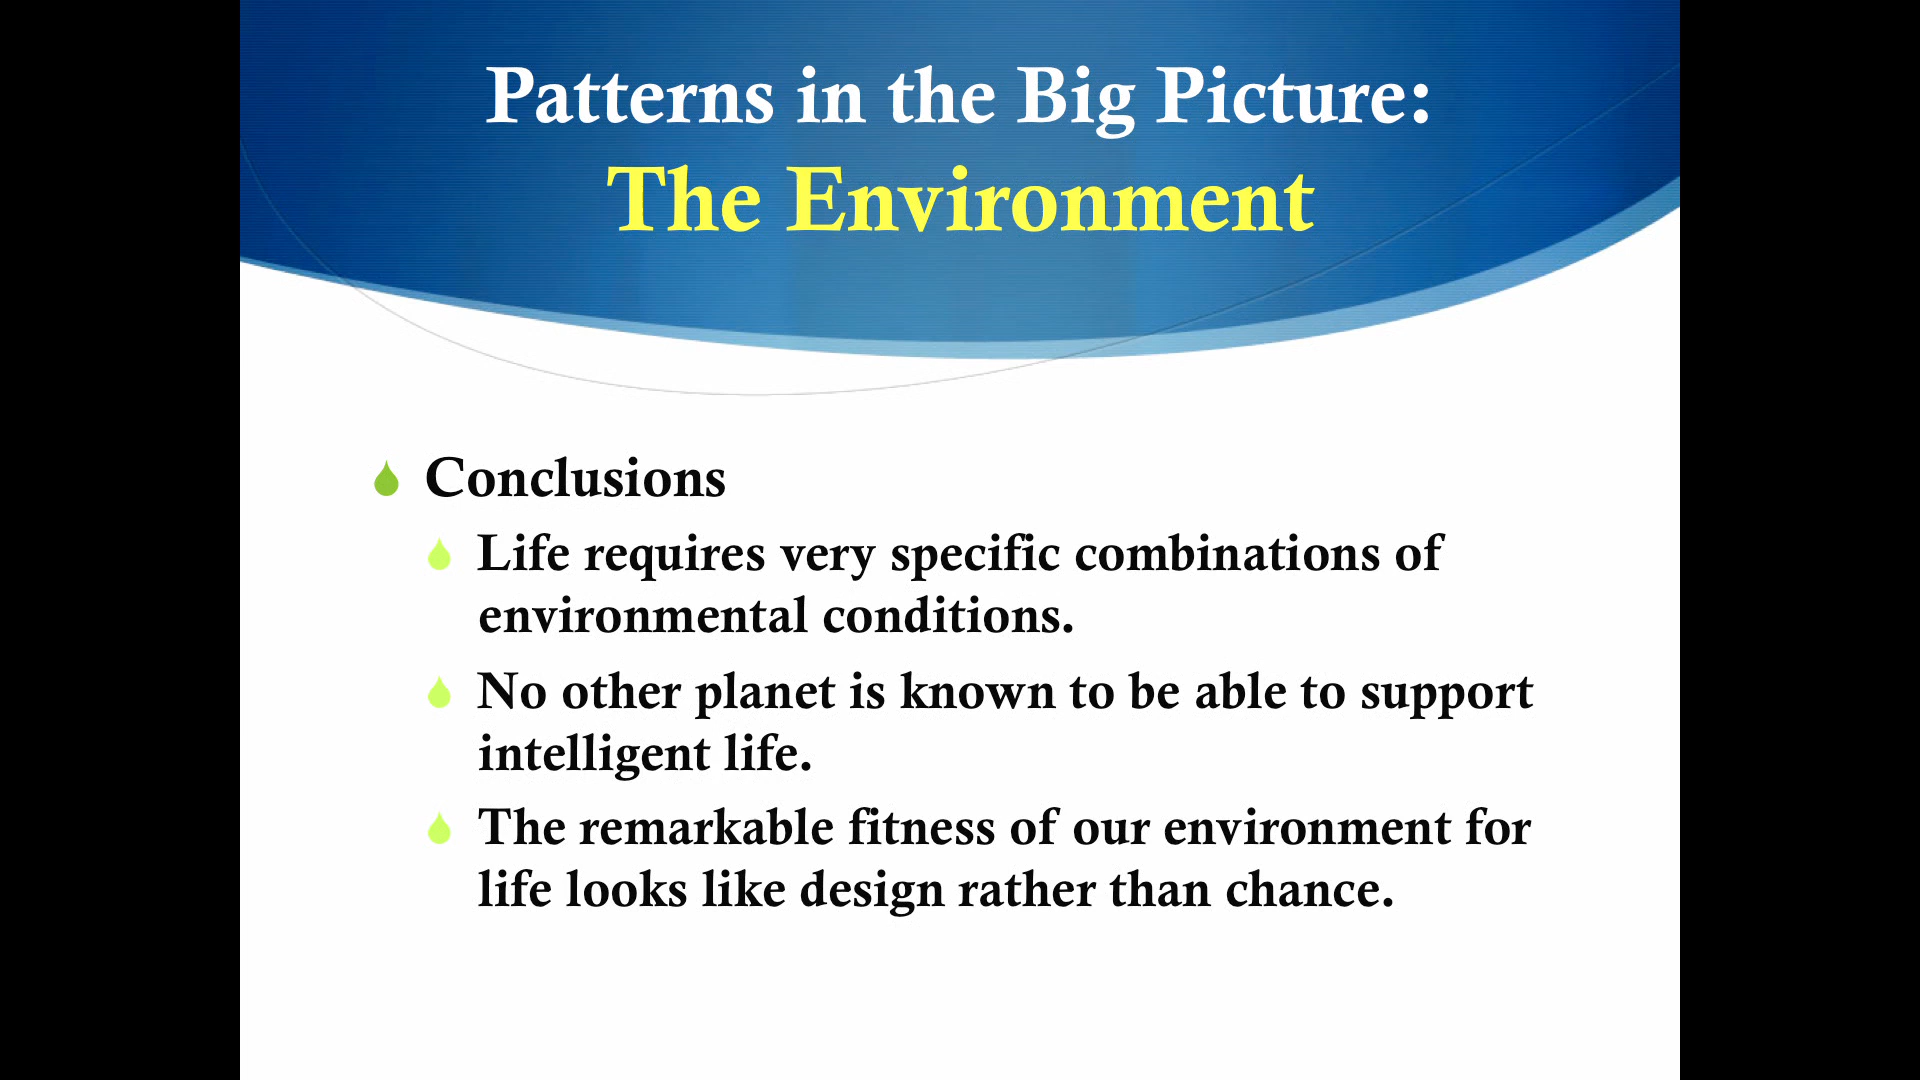 Patterns in the Big Picture:
The Environment
Conclusions
Life requires very specific combinations of
environmental conditions.
No other planet is known to be able to support
intelligent life.
The remarkable fitness of our environment for
life looks like design rather than chance.